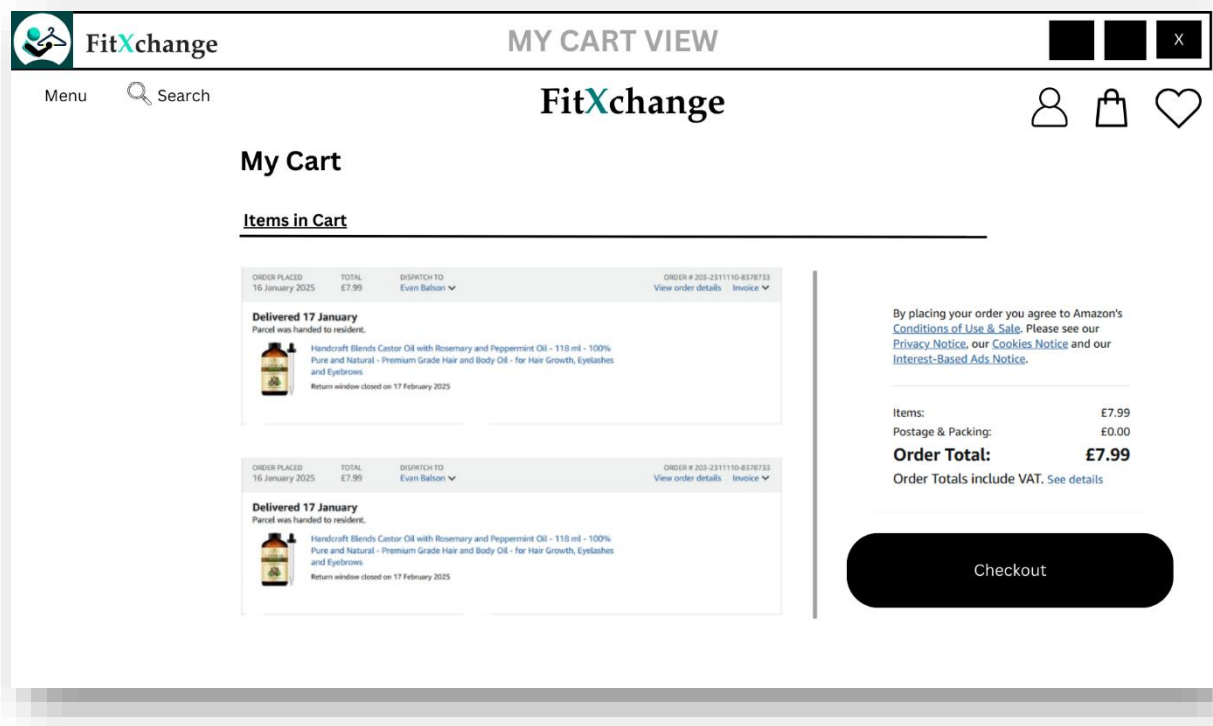 FitXchange
MY CART VIEW
X
Menu
Search
FitXchange
My Cart
Items in Cart
ORDER PLACED TOTAL DISPATCH TO ORDER # 203-2311110-8378733
16 January 2025 £7.99 Evan Balson View order details Invoice
Delivered 17 January
Parcel was handed to resident.
Handcraft Blends Castor Oil with Rosemary and Peppermint Oil - 118 ml - 100%
Pure and Natural - Premium Grade Hair and Body Oil - for Hair Growth, Eyelashes
and Eyebrows
Return window closed on 17 February 2025
ORDER PLACED TOTAL DISPATCH TO ORDER # 203-2311110-8378733
16 January 2025 £7.99 Evan Balson View order details Invoice
Delivered 17 January
Parcel was handed to resident.
Handcraft Blends Castor Oil with Rosemary and Peppermint Oil - 118 ml - 100%
Pure and Natural - Premium Grade Hair and Body Oil - for Hair Growth, Eyelashes
and Eyebrows
Return window closed on 17 February 2025
By placing your order you agree to Amazon's
Conditions of Use & Sale. Please see our
Privacy Notice, our Cookies Notice and our
Interest-Based Ads Notice.
Items: £7.99
Postage & Packing: £0.00
Order Total: £7.99
Order Totals include VAT. See details
Checkout